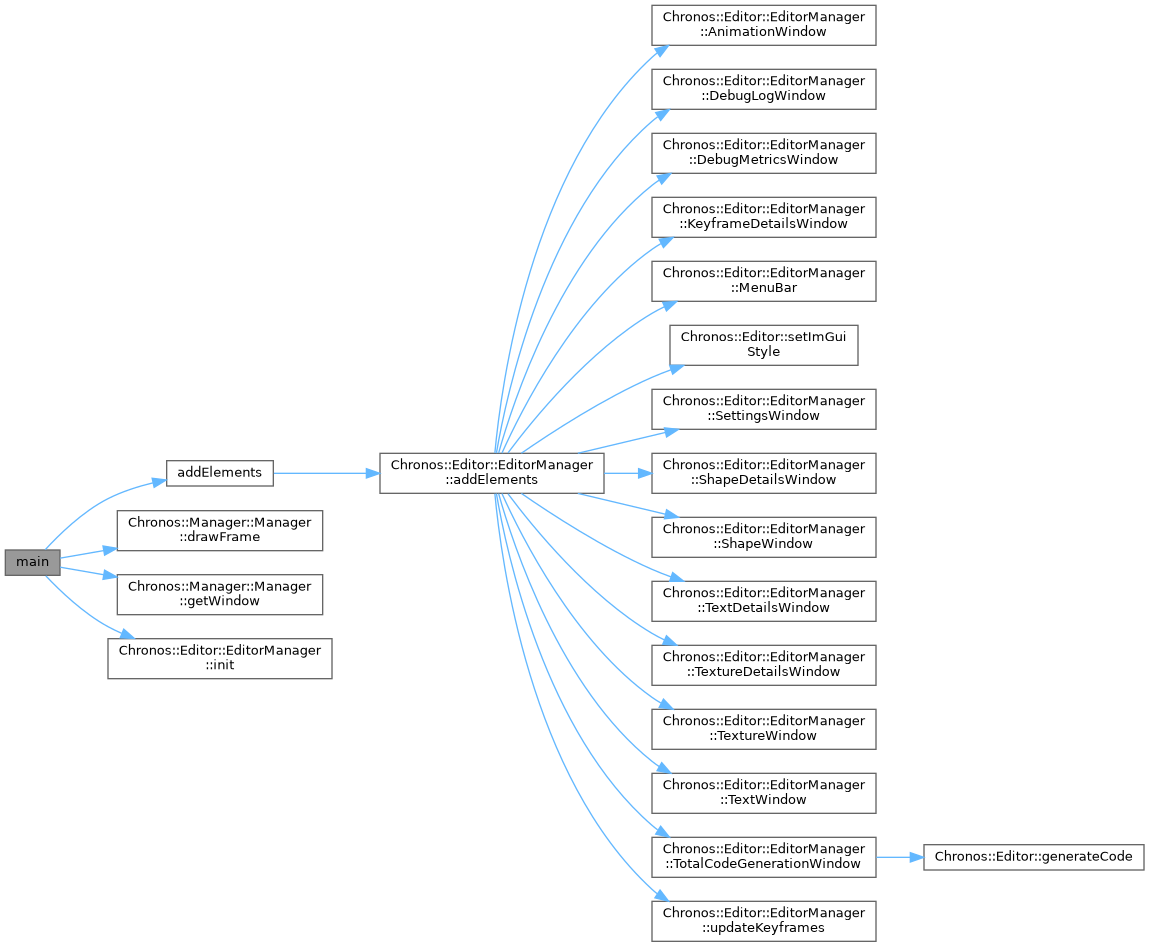 main
addElements
Chronos::Manager::Manager
::drawFrame
Chronos::Manager::Manager
::getWindow
Chronos::Editor::EditorManager
::init
Chronos::Editor::EditorManager
::addElements
Chronos::Editor::EditorManager
::AnimationWindow
Chronos::Editor::EditorManager
::DebugLogWindow
Chronos::Editor::EditorManager
::DebugMetricsWindow
Chronos::Editor::EditorManager
::KeyframeDetailsWindow
Chronos::Editor::EditorManager
::MenuBar
Chronos::Editor::setImGui
Style
Chronos::Editor::EditorManager
::SettingsWindow
Chronos::Editor::EditorManager
::ShapeDetailsWindow
Chronos::Editor::EditorManager
::ShapeWindow
Chronos::Editor::EditorManager
::TextDetailsWindow
Chronos::Editor::EditorManager
::TextureDetailsWindow
Chronos::Editor::EditorManager
::TextureWindow
Chronos::Editor::EditorManager
::TextWindow
Chronos::Editor::EditorManager
::TotalCodeGenerationWindow
Chronos::Editor::generateCode
Chronos::Editor::EditorManager
::updateKeyframes